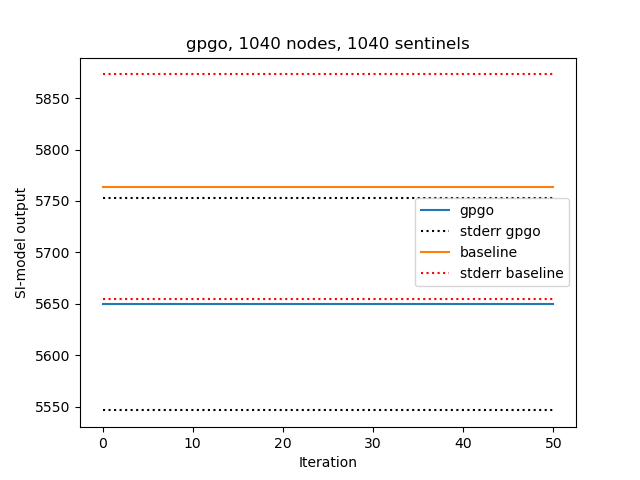 gpgo, 1040 nodes, 1040 sentinels
SI-model output
5850
5800
5750
5700
5650
5600
5550
gpgo
stderr gpgo
baseline
stderr baseline
0 10 20 30 40 50
Iteration